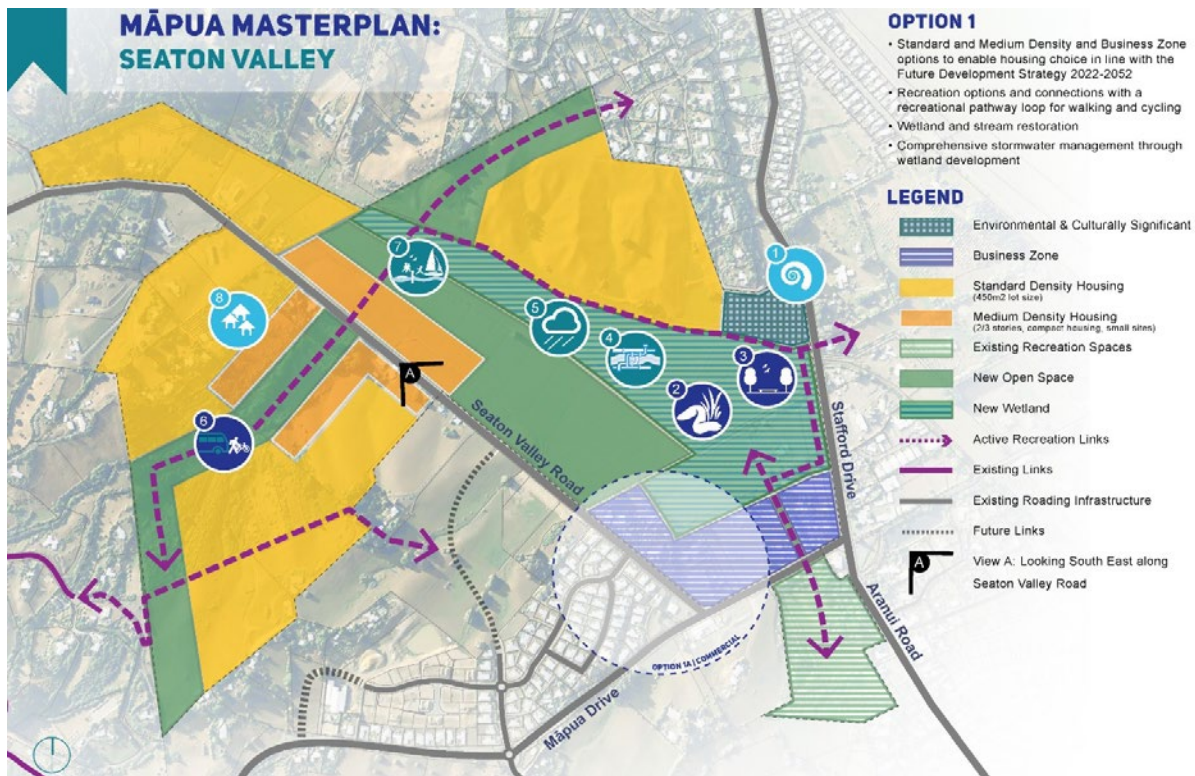 MĀPUA MASTERPLAN:
SEATON VALLEY
OPTION 1
• Standard and Medium Density and Business Zone
options to enable housing choice in line with the
Future Development Strategy 2022-2052
• Recreation options and connections with a
recreational pathway loop for walking and cycling
• Wetland and stream restoration
• Comprehensive stormwater management through
wetland development
LEGEND
Environmental & Culturally Significant
Business Zone
Standard Density Housing
(450m2 lot size)
Medium Density Housing
(2/3 stories, compact housing, small sites)
Existing Recreation Spaces
New Open Space
New Wetland
Active Recreation Links
Existing Links
Existing Roading Infrastructure
Future Links
A
View A: Looking South East along
Seaton Valley Road
1
7
8
5
4
3
2
A
6
Seaton Valley Road
Stafford Drive
Aranui Road
OPTION 1A | COMMERCIAL
Māpua Drive